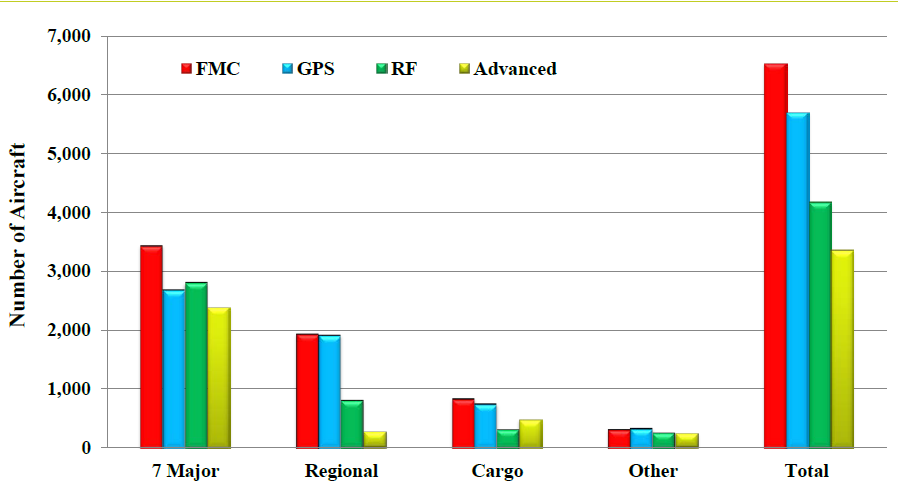 7,000
FMC GPS RF Advanced
6,000
5,000
4,000
3,000
2,000
1,000
0
Number of Aircraft
7 Major Regional Cargo Other Total